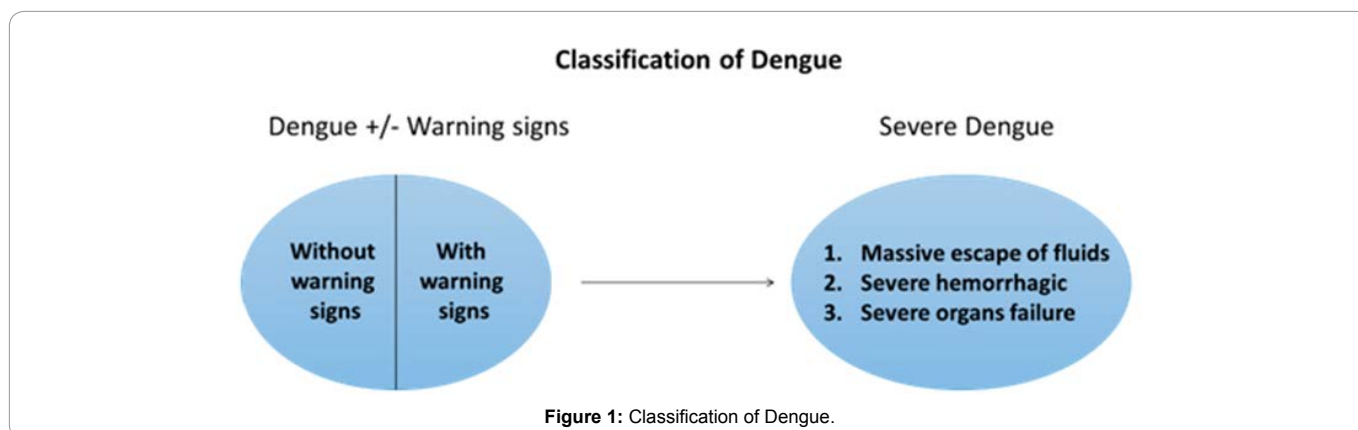 Classification of Dengue
Dengue +/- Warning signs
Severe Dengue
Without
warning
signs
With
warning
signs
1. Massive escape of fluids
2. Severe hemorrhagic
3. Severe organs failure
Figure 1: Classification of Dengue.